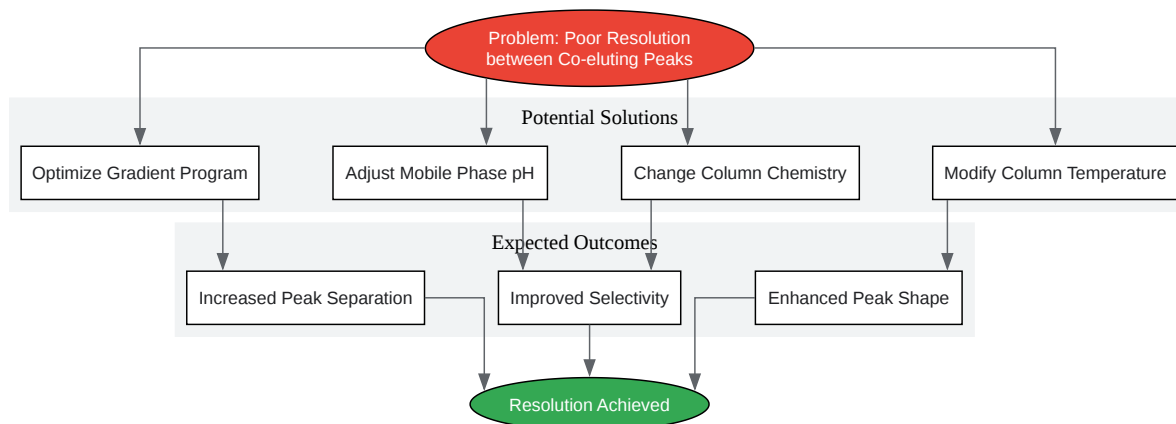 Problem: Poor Resolution
between Co-eluting Peaks
Potential Solutions
Optimize Gradient Program
Adjust Mobile Phase pH
Change Column Chemistry
Modify Column Temperature
Expected Outcomes
Increased Peak Separation
Improved Selectivity
Enhanced Peak Shape
Resolution Achieved